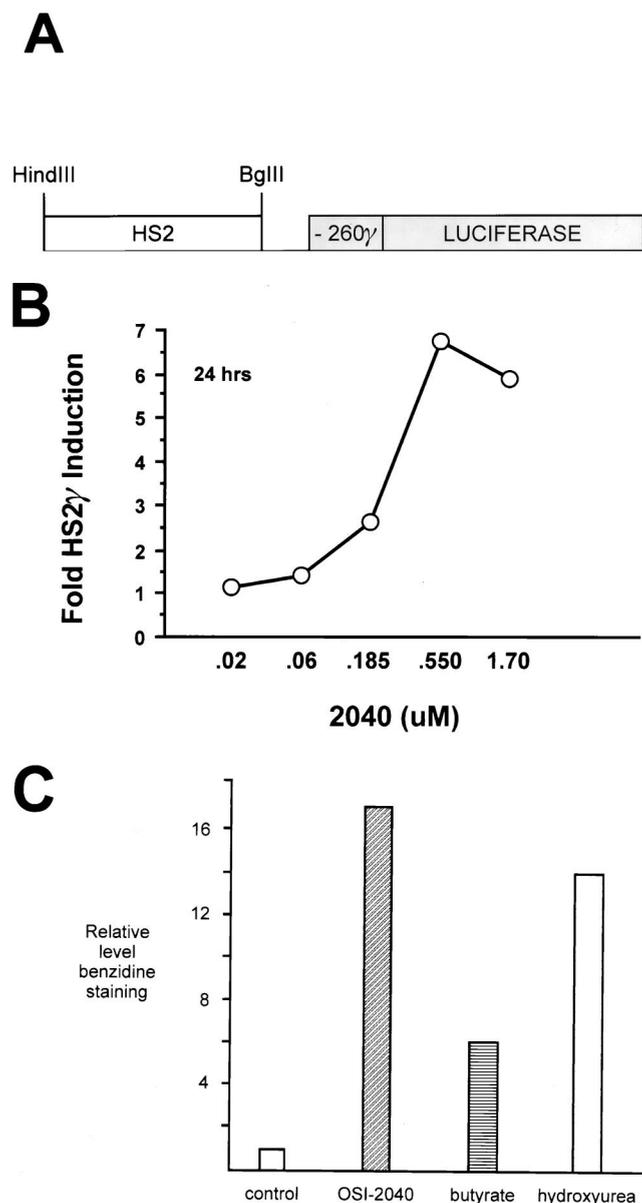 A
HindIII BgIII
HS2 - 260γ LUCIFERASE
B
Fold HS2γ Induction
7
6
5
4
3
2
1
0
24 hrs
.02 .06 .185 .550 1.70
2040 (uM)
C
Relative
level
benzidine
staining
16
12
8
4
control OSI-2040 butyrate hydroxyurea